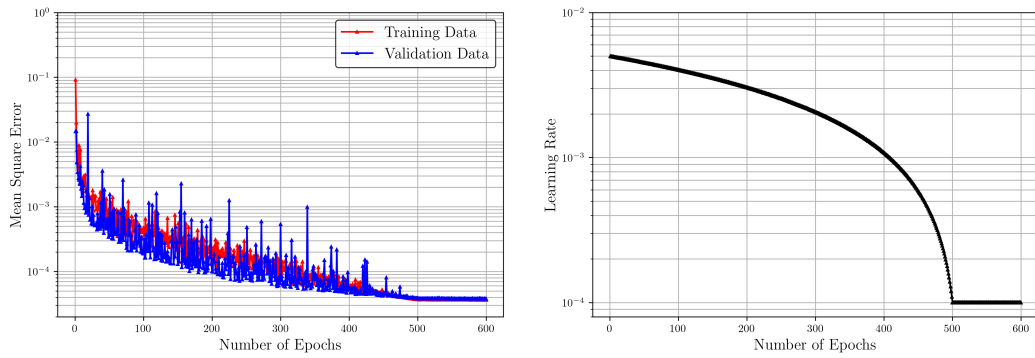 Mean Square Error
10⁰
10⁻¹
10⁻²
10⁻³
10⁻⁴
Training Data
Validation Data
0 100 200 300 400 500 600
Number of Epochs
Learning Rate
10⁻²
10⁻³
10⁻⁴
0 100 200 300 400 500 600
Number of Epochs